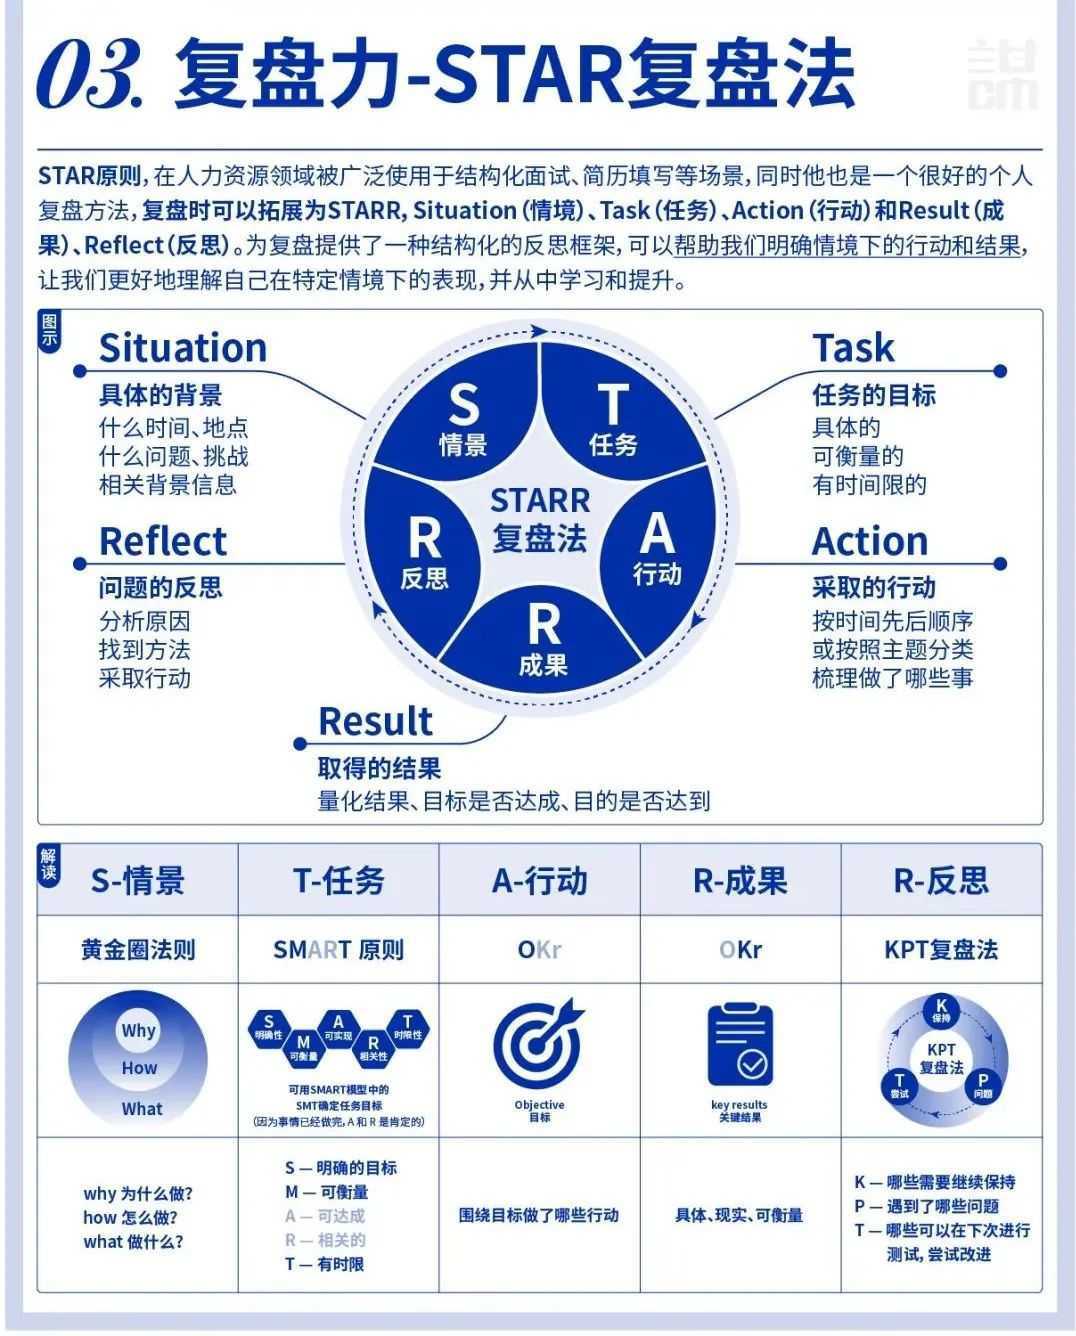 03. 复盘力-STAR复盘法
STAR原则，在人力资源领域被广泛使用于结构化面试、简历填写等场景，同时他也是一个很好的个人
复盘方法，复盘时可以拓展为STARR, Situation（情境）、Task（任务）、Action（行动）和Result（成
果）、Reflect（反思）。为复盘提供了一种结构化的反思框架，可以帮助我们明确情境下的行动和结果，
让我们更好地理解自己在特定情境下的表现，并从中学习和提升。
图示
Situation
具体的背景
什么时间、地点
什么问题、挑战
相关背景信息
Task
任务的目标
具体的
可衡量的
有时间限的
S
情景
T
任务
STARR
复盘法
R
反思
A
行动
R
成果
Reflect
问题的反思
分析原因
找到方法
采取行动
Action
采取的行动
按时间先后顺序
或按照主题分类
梳理做了哪些事
Result
取得的结果
量化结果、目标是否达成、目的是否达到
解读
S-情景
T-任务
A-行动
R-成果
R-反思
黄金圈法则
SMART 原则
OKr
OKr
KPT复盘法
Why
How
What
S
明确性
M
可衡量
A
可实现
R
相关性
T
时限性
可用SMART模型中的
SMT确定任务目标
（因为事情已经做完，A 和 R 是肯定的）
Objective
目标
key results
关键结果
K
保持
KPT
复盘法
T
尝试
P
问题
why 为什么做？
how 怎么做？
what 做什么？
S — 明确的目标
M — 可衡量
A — 可达成
R — 相关的
T — 有时限
围绕目标做了哪些行动
具体、现实、可衡量
K — 哪些需要继续保持
P — 遇到了哪些问题
T — 哪些可以在下次进行
测试，尝试改进